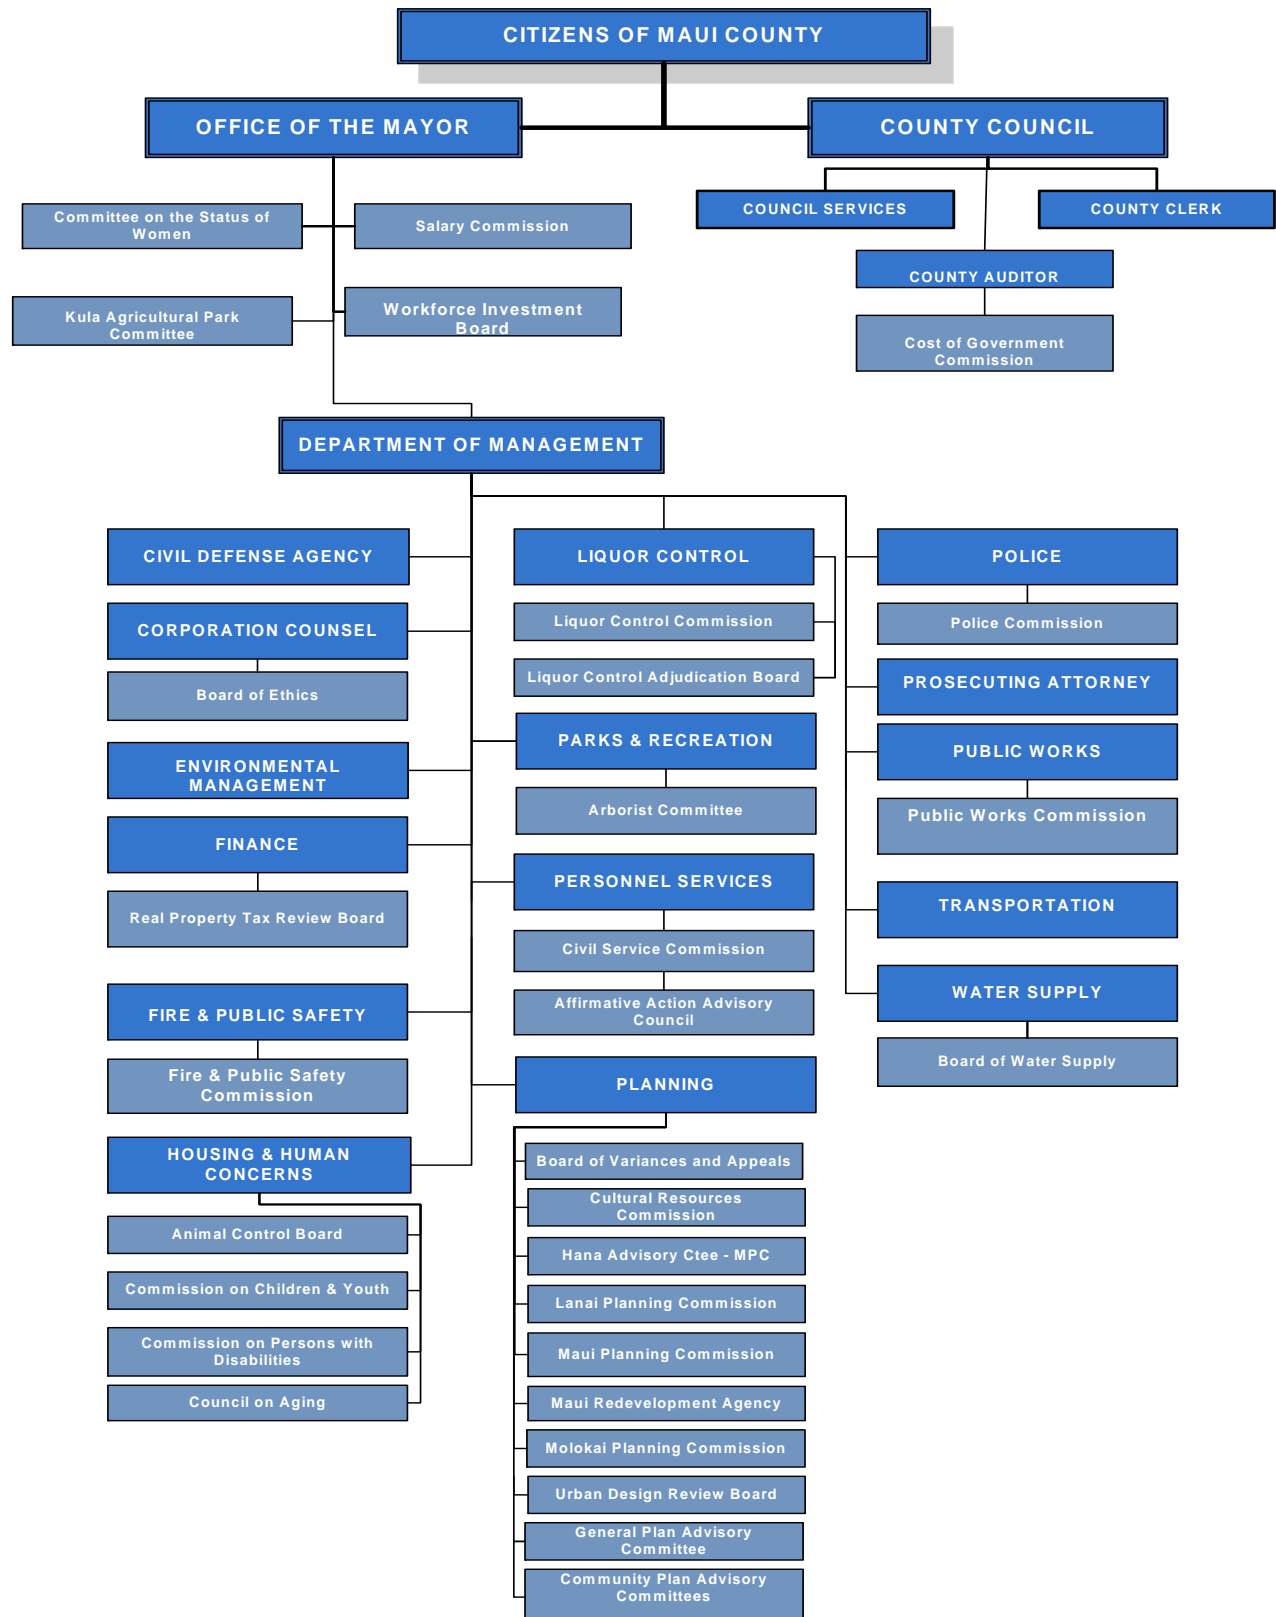 CITIZENS OF MAUI COUNTY
OFFICE OF THE MAYOR
COUNTY COUNCIL
Committee on the Status of
Women
Salary Commission
COUNCIL SERVICES
COUNTY CLERK
COUNTY AUDITOR
Kula Agricultural Park
Committee
Workforce Investment
Board
Cost of Government
Commission
DEPARTMENT OF MANAGEMENT
CIVIL DEFENSE AGENCY
CORPORATION COUNSEL
Board of Ethics
ENVIRONMENTAL
MANAGEMENT
FINANCE
Real Property Tax Review Board
FIRE & PUBLIC SAFETY
Fire & Public Safety
Commission
HOUSING & HUMAN
CONCERNS
Animal Control Board
Commission on Children & Youth
Commission on Persons with
Disabilities
Council on Aging
LIQUOR CONTROL
Liquor Control Commission
Liquor Control Adjudication Board
PARKS & RECREATION
Arborist Committee
PERSONNEL SERVICES
Civil Service Commission
Affirmative Action Advisory
Council
PLANNING
Board of Variances and Appeals
Cultural Resources
Commission
Hana Advisory Ctee - MPC
Lanai Planning Commission
Maui Planning Commission
Maui Redevelopment Agency
Molokai Planning Commission
Urban Design Review Board
General Plan Advisory
Committee
Community Plan Advisory
Committees
POLICE
Police Commission
PROSECUTING ATTORNEY
PUBLIC WORKS
Public Works Commission
TRANSPORTATION
WATER SUPPLY
Board of Water Supply